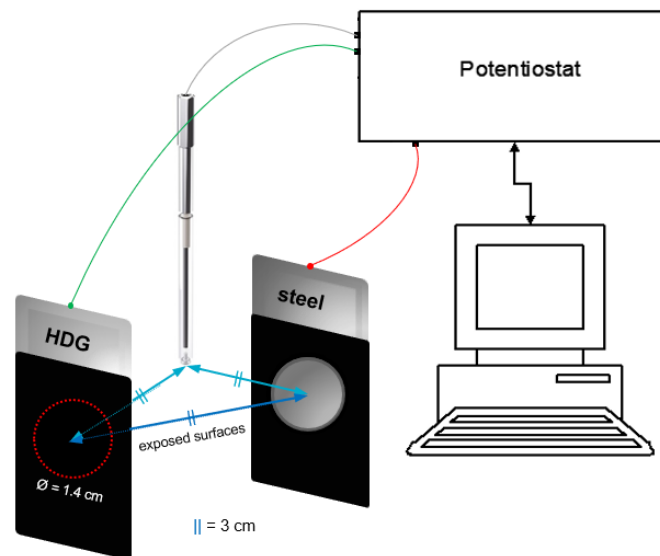 Potentiostat
steel
HDG
exposed surfaces
Ø = 1.4 cm
|| = 3 cm